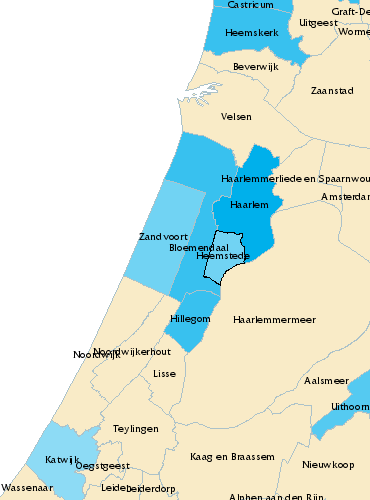 Castricum
Graft-De
Uitgeest
Heemskerk
Worme
Beverwijk
Zaanstad
Velsen
Haarlemmerliede en Spaarnwou
Amsterdam
Haarlem
Zandvoort
Bloemendaal
Heemstede
Hillegom
Haarlemmermeer
Noordwijkerhout
Noordwijk
Lisse
Aalsmeer
Uithoorn
Teylingen
Katwijk
Oegstgeest
Kaag en Braassem
Nieuwkoop
Wassenaar
Leiden
Leiderdorp
Alphen aan den Rijn